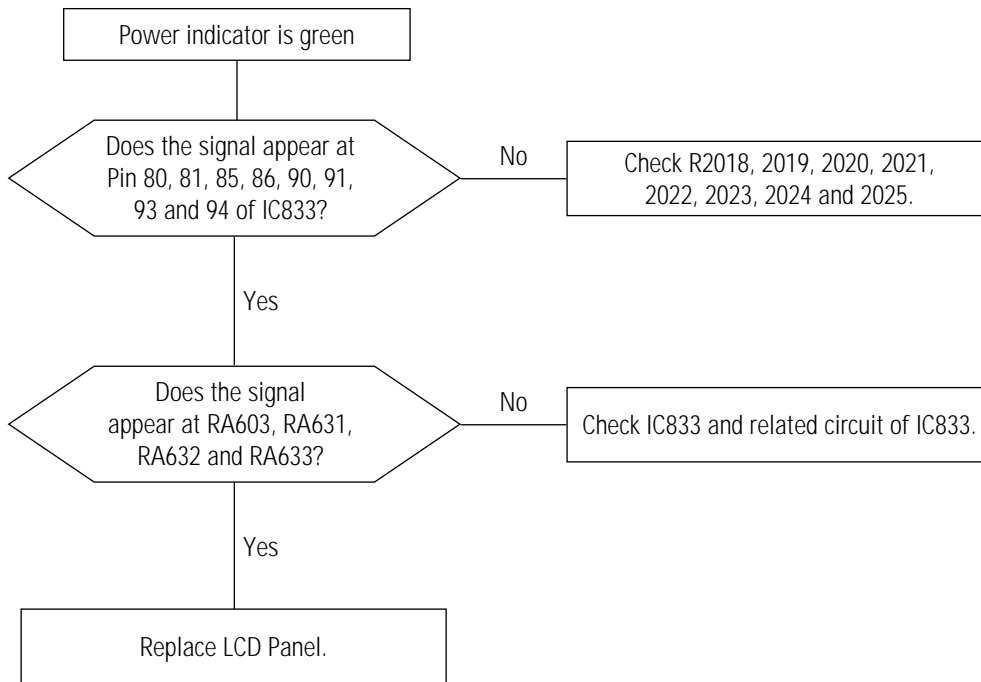 Power indicator is green
Does the signal appear at
Pin 80, 81, 85, 86, 90, 91,
93 and 94 of IC833?
No
Check R2018, 2019, 2020, 2021,
2022, 2023, 2024 and 2025.
Yes
Does the signal
appear at RA603, RA631,
RA632 and RA633?
No
Check IC833 and related circuit of IC833.
Yes
Replace LCD Panel.